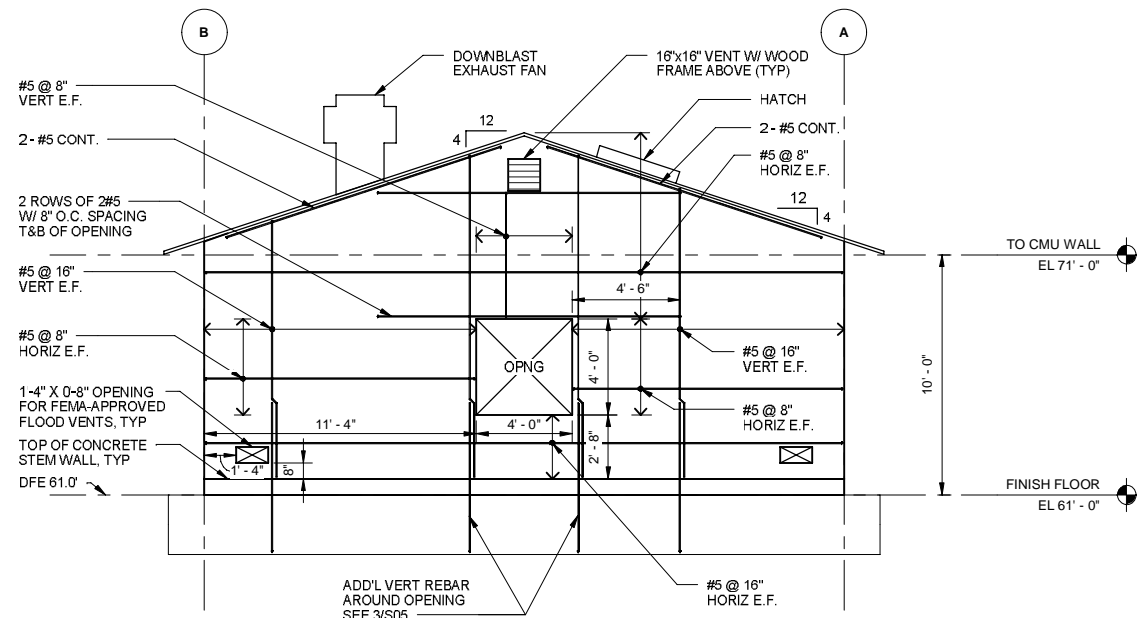 B
A
DOWNBLAST
EXHAUST FAN
16"x16" VENT W/ WOOD
FRAME ABOVE (TYP)
#5 @ 8"
VERT E.F.
HATCH
12
4
2 - #5 CONT.
2 - #5 CONT.
#5 @ 8"
HORIZ E.F.
2 ROWS OF 2#5
W/ 8" O.C. SPACING
T&B OF OPENING
12
4
TO CMU WALL
EL 71' - 0"
#5 @ 16"
VERT E.F.
4' - 6"
#5 @ 8"
HORIZ E.F.
OPNG
4' - 0"
#5 @ 16"
VERT E.F.
10' - 0"
1-4" X 0-8" OPENING
FOR FEMA-APPROVED
FLOOD VENTS, TYP
#5 @ 8"
HORIZ E.F.
11' - 4"
4' - 0"
2' - 8"
TOP OF CONCRETE
STEM WALL, TYP
1' - 4"
8"
DFE 61.0'
FINISH FLOOR
EL 61' - 0"
ADD'L VERT REBAR
AROUND OPENING
SEE 3/S05
#5 @ 16"
HORIZ E.F.